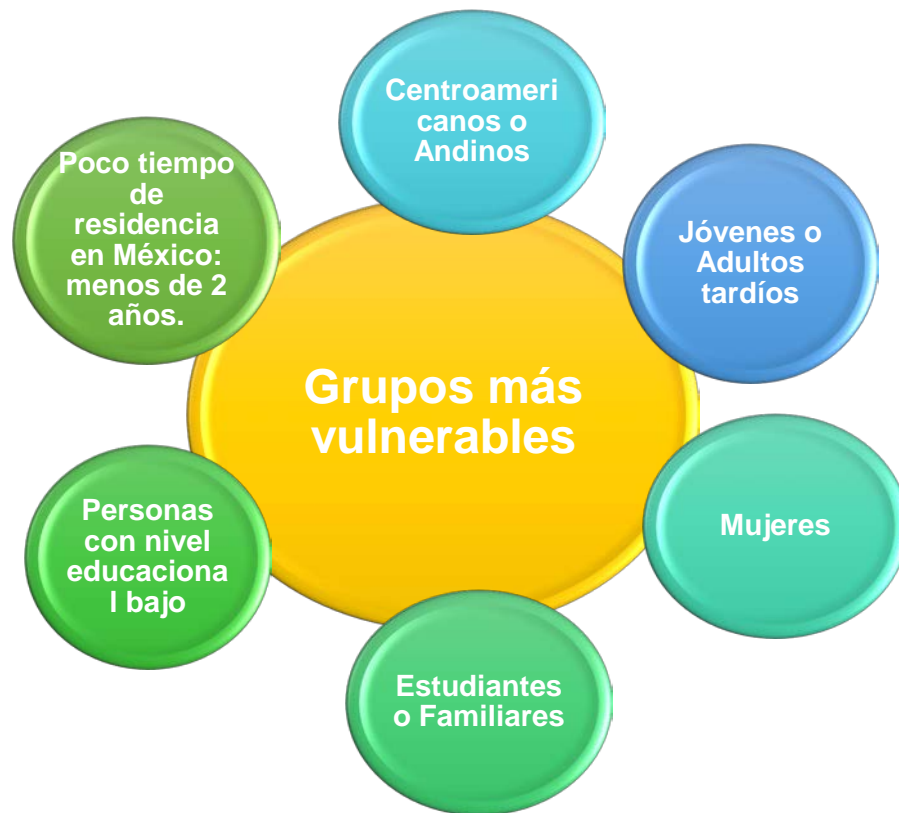 Centroameri
canos o
Andinos
Poco tiempo
de
residencia
en México:
menos de 2
años.
Jóvenes o
Adultos
tardíos
Grupos más
vulnerables
Personas
con nivel
educaciona
l bajo
Mujeres
Estudiantes
o Familiares